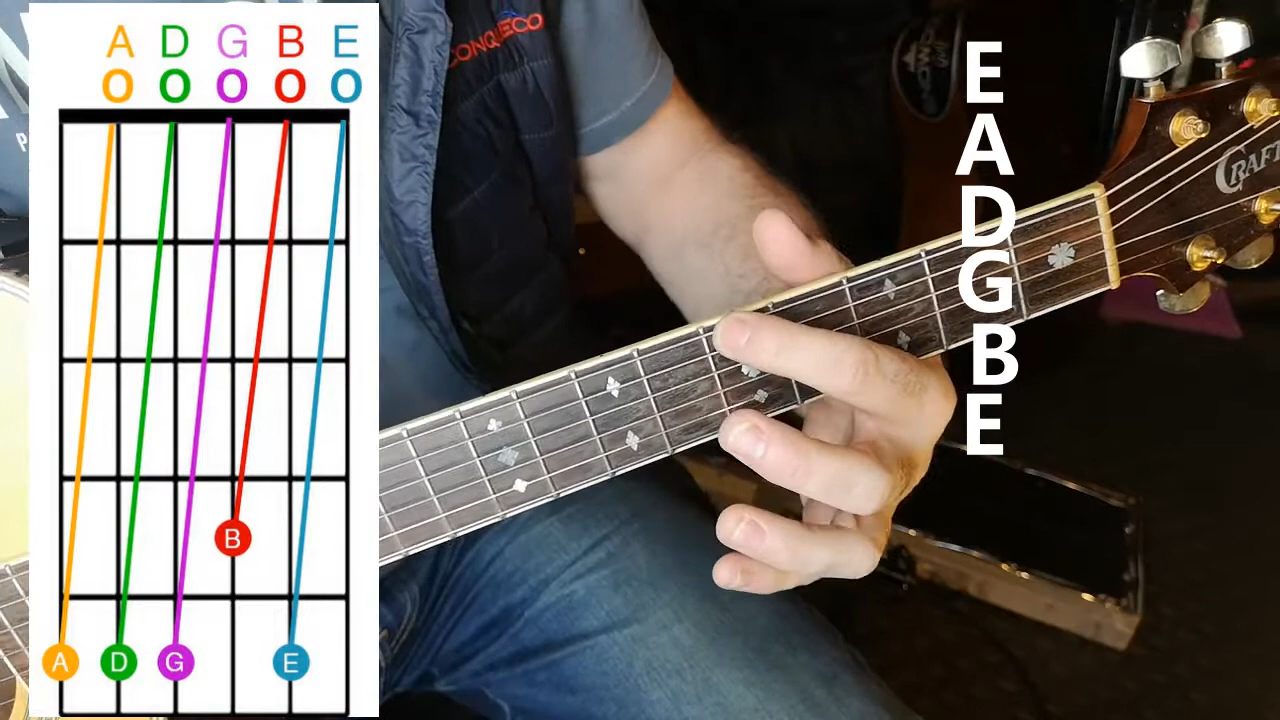 A D G B E
O O O O O
A D G E
B
CONQUECO
E
A
D
G
B
E
CRAFT